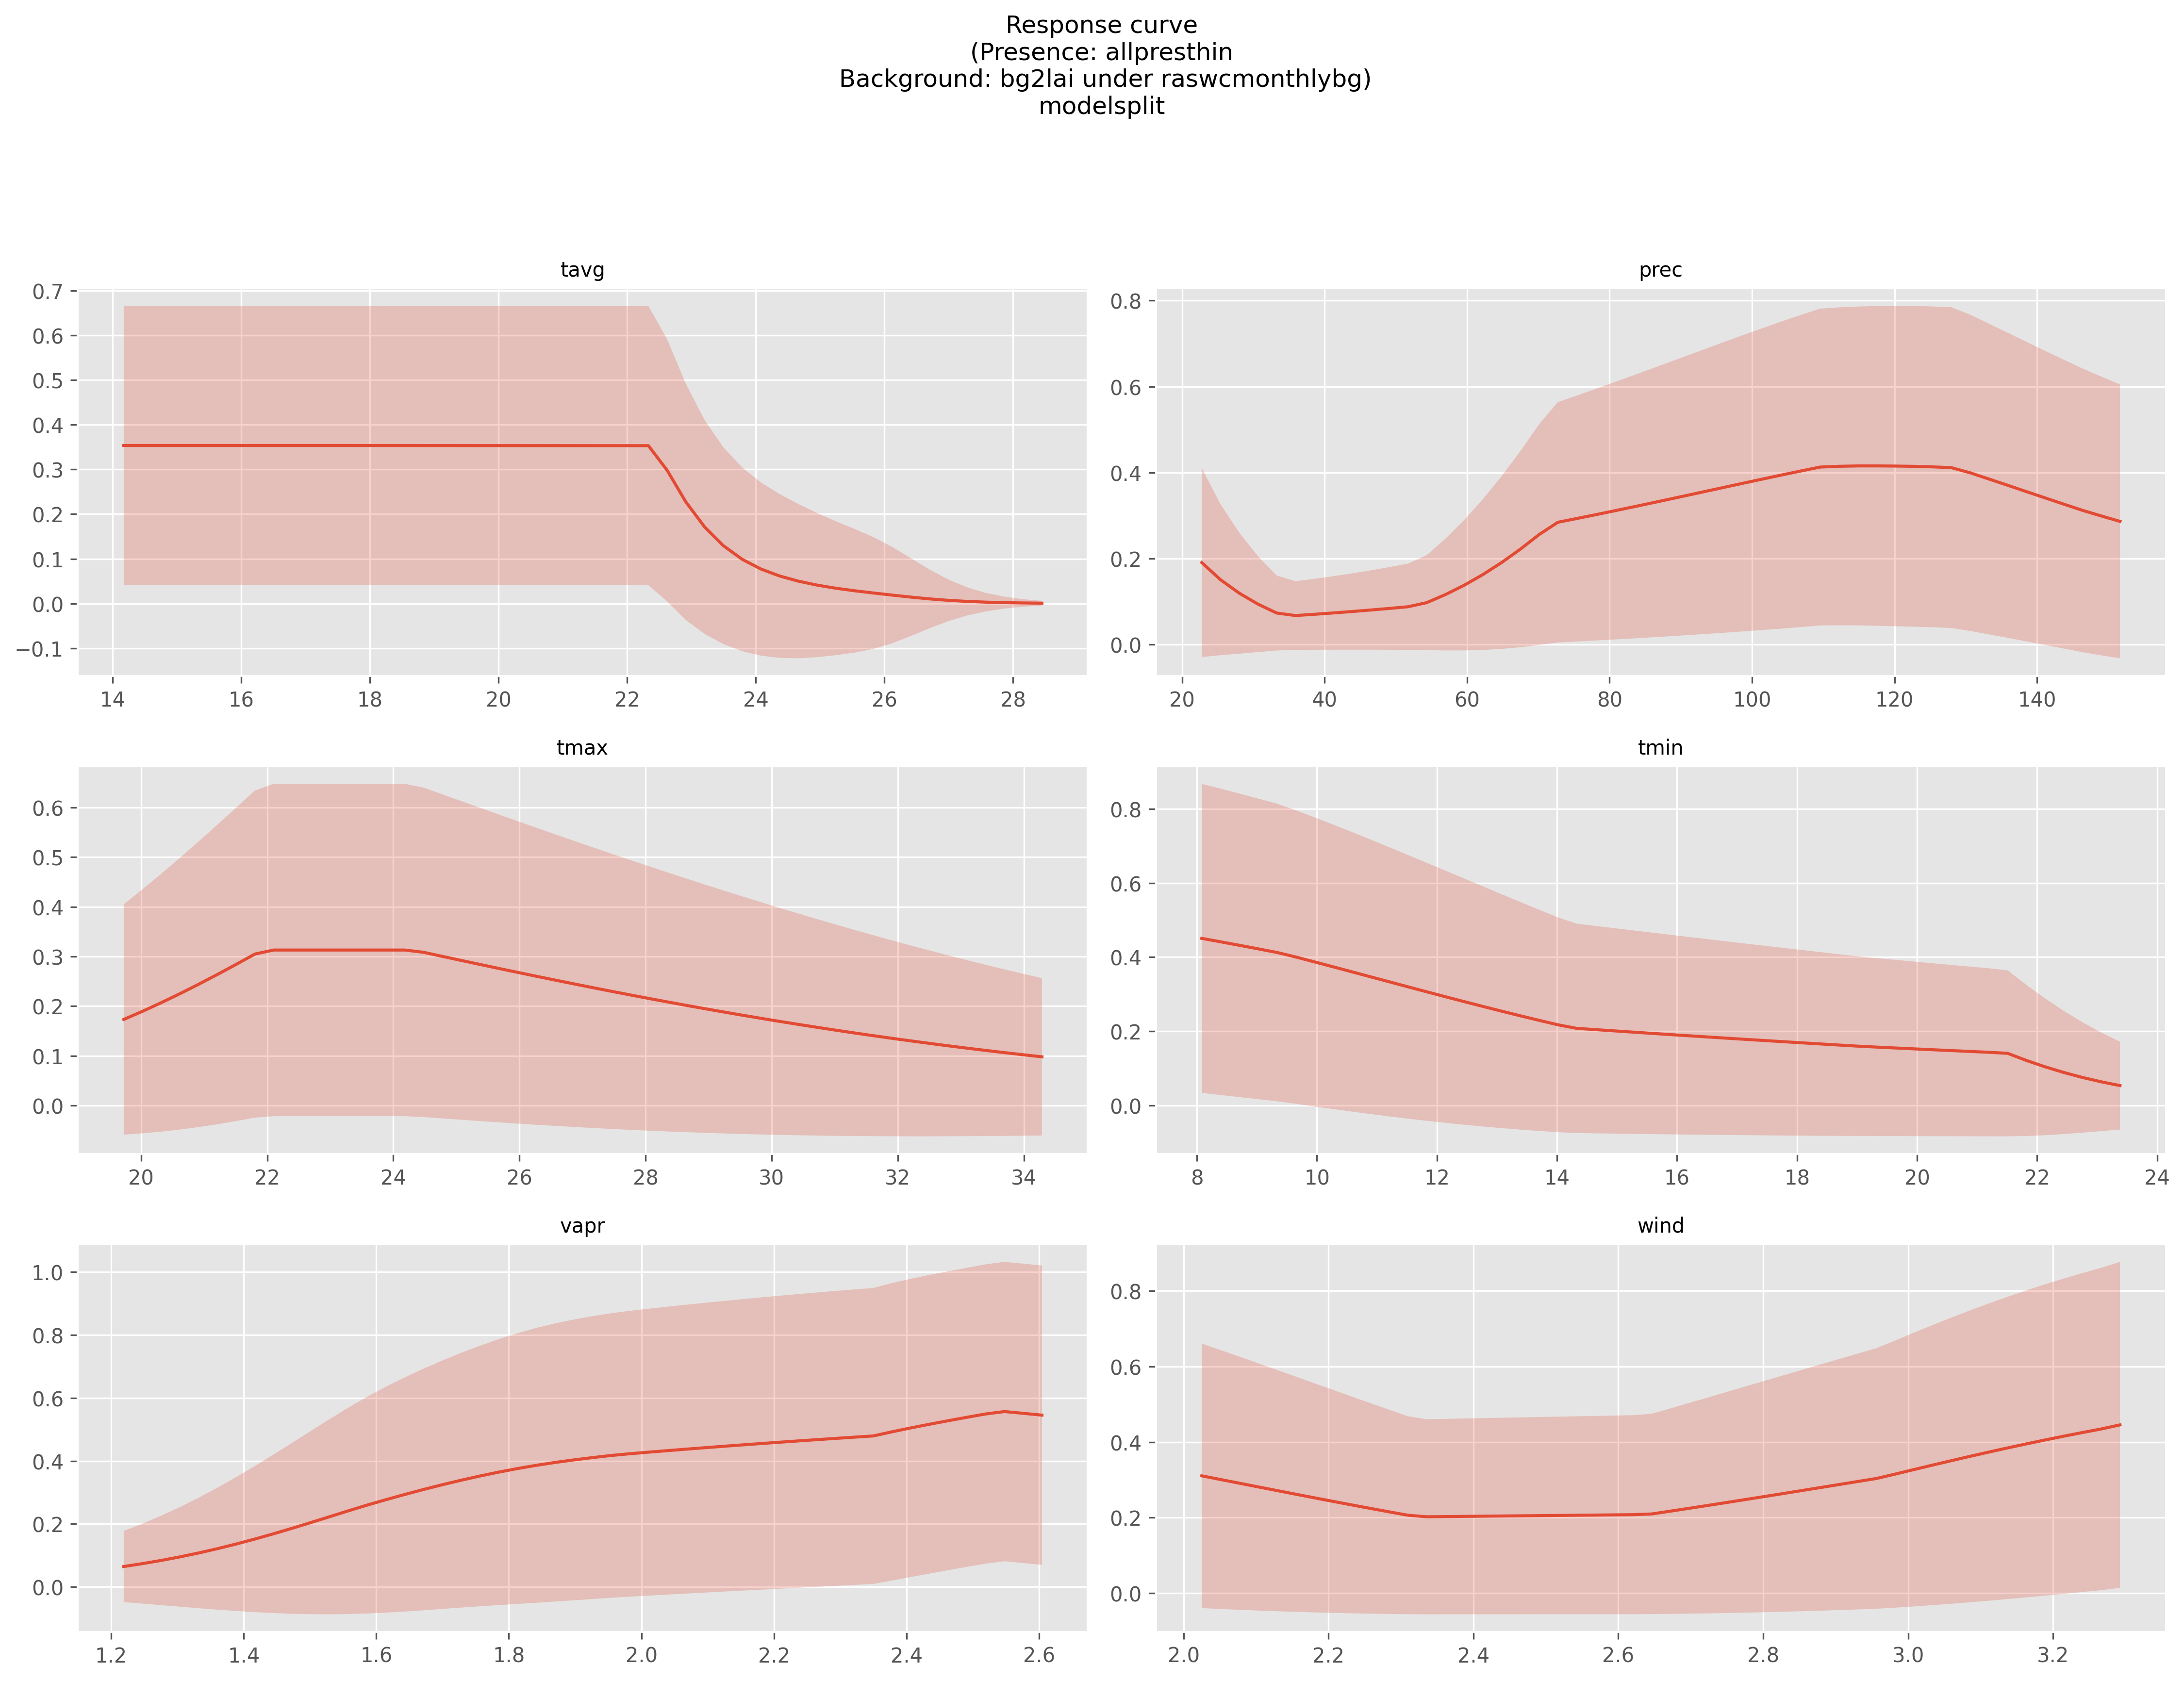 Response curve
(Presence: allpresthin
Background: bg2lai under raswcmonthlybg)
modelsplit
tavg
0.7
0.6
0.5
0.4
0.3
0.2
0.1
0.0
−0.1
14 16 18 20 22 24 26 28
prec
0.8
0.6
0.4
0.2
0.0
20 40 60 80 100 120 140
tmax
0.6
0.5
0.4
0.3
0.2
0.1
0.0
20 22 24 26 28 30 32 34
tmin
0.8
0.6
0.4
0.2
0.0
8 10 12 14 16 18 20 22 24
vapr
1.0
0.8
0.6
0.4
0.2
0.0
1.2 1.4 1.6 1.8 2.0 2.2 2.4 2.6
wind
0.8
0.6
0.4
0.2
0.0
2.0 2.2 2.4 2.6 2.8 3.0 3.2